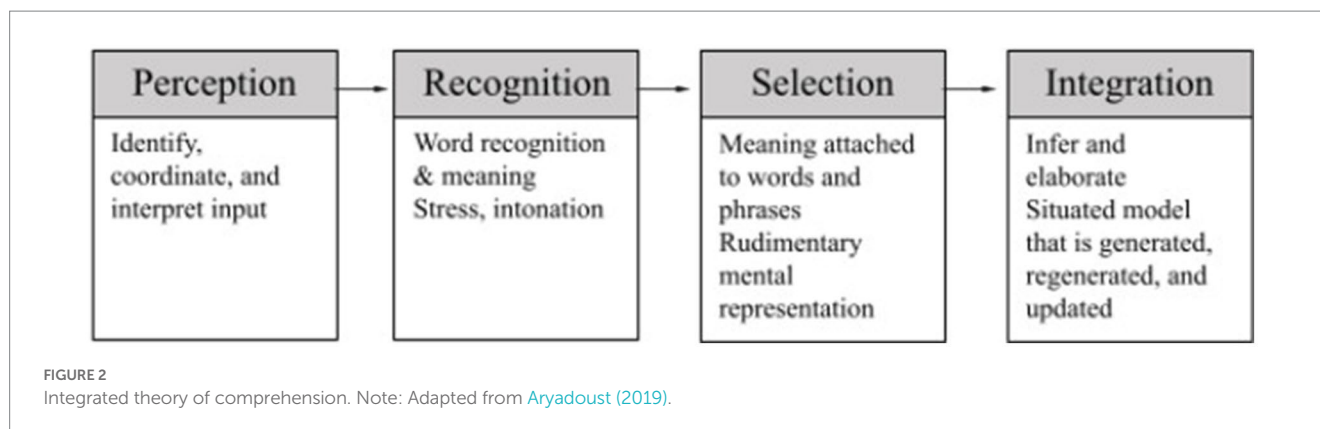 Perception
Identify,
coordinate, and
interpret input
Recognition
Word recognition
& meaning
Stress, intonation
Selection
Meaning attached
to words and
phrases
Rudimentary
mental
representation
Integration
Infer and
elaborate
Situated model
that is generated,
regenerated, and
updated
FIGURE 2
Integrated theory of comprehension. Note: Adapted from Aryadoust (2019).